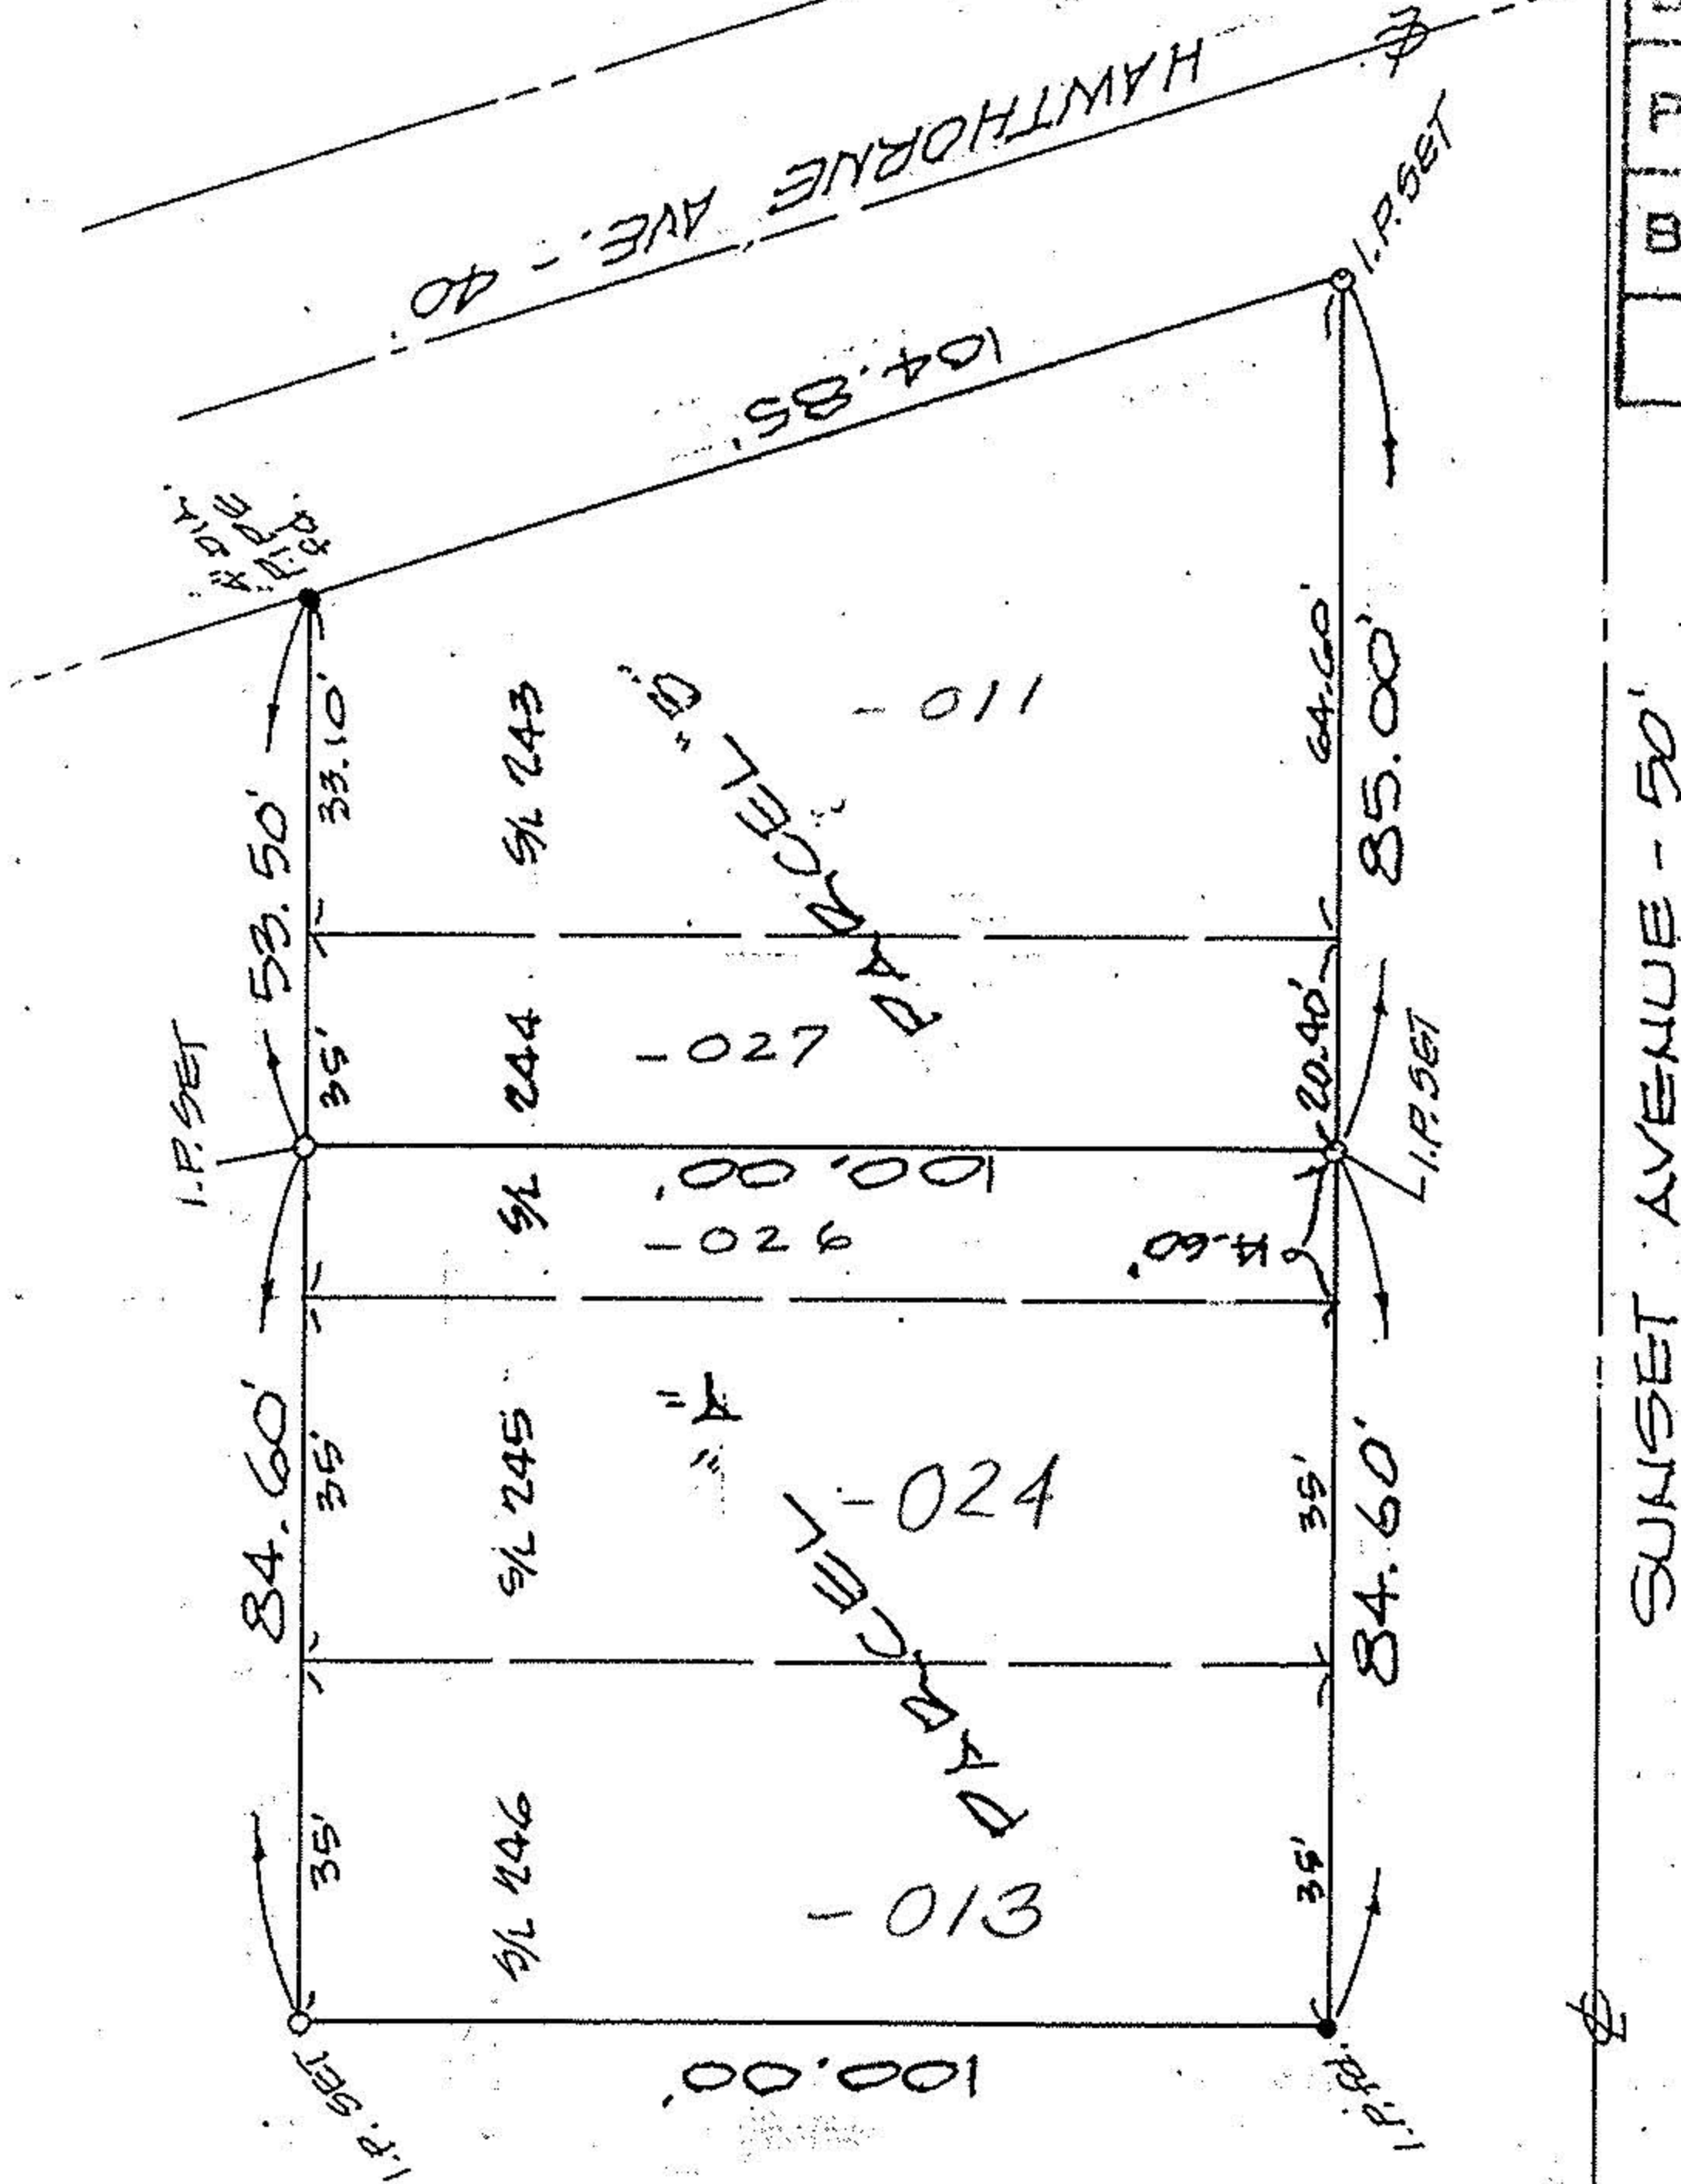 HAWTHORNE AVE. - 40'
I.P. SET
104.85'
DIA.
PIPE
fd.
53.50'
33.10'
S/L 243
PARCEL "B"
-011
64.60'
85.00'
I.P. SET
35'
S/L 244
-027
20.40'
I.P. SET
100.00'
-026
14.60'
84.60'
35'
S/L 245
PARCEL "A"
-024
35'
84.60'
35'
S/L 246
-013
35'
I.P. SET
100.00'
I.P. fd.
SUNSET AVENUE - 50'
P
B